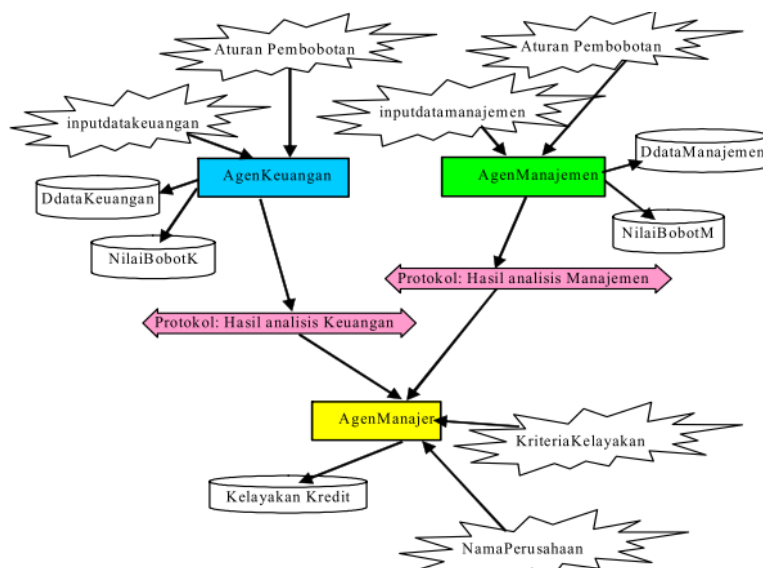 Aturan Pembobotan
Aturan Pembobotan
inputdatakeuangan
inputdatamanajemen
DdataManajemen
AgenKeuangan
AgenManajemen
DdataKeuangan
NilaiBobotM
NilaiBobotK
Protokol: Hasil analisis Manajemen
Protokol: Hasil analisis Keuangan
AgenManajer
KriteriaKelayakan
Kelayakan Kredit
NamaPerusahaan